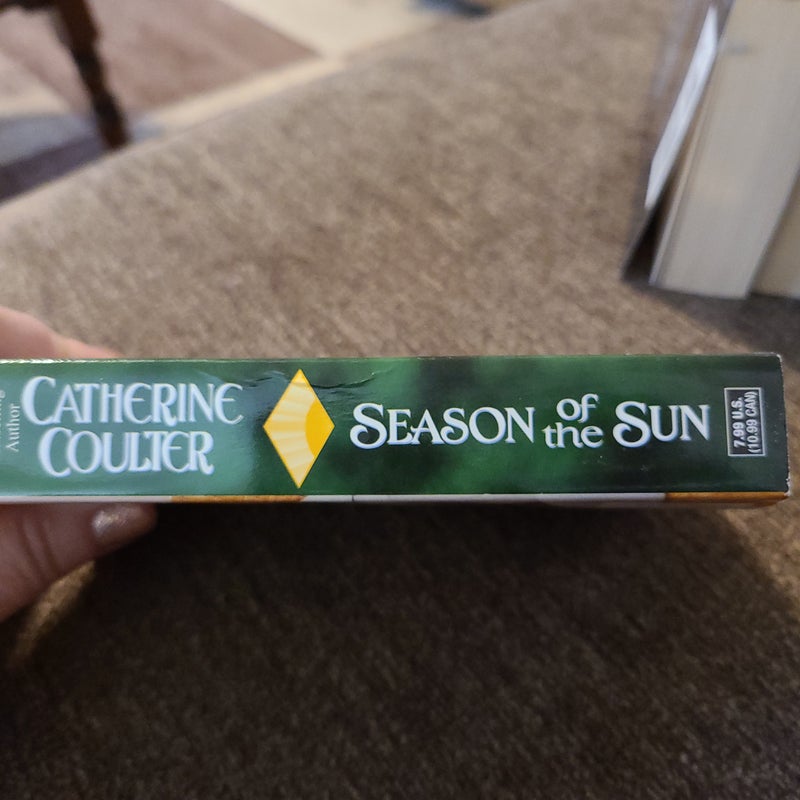 Author
CATHERINE
COULTER
SEASON of the SUN
7.99 U.S.
(10.99 CAN)